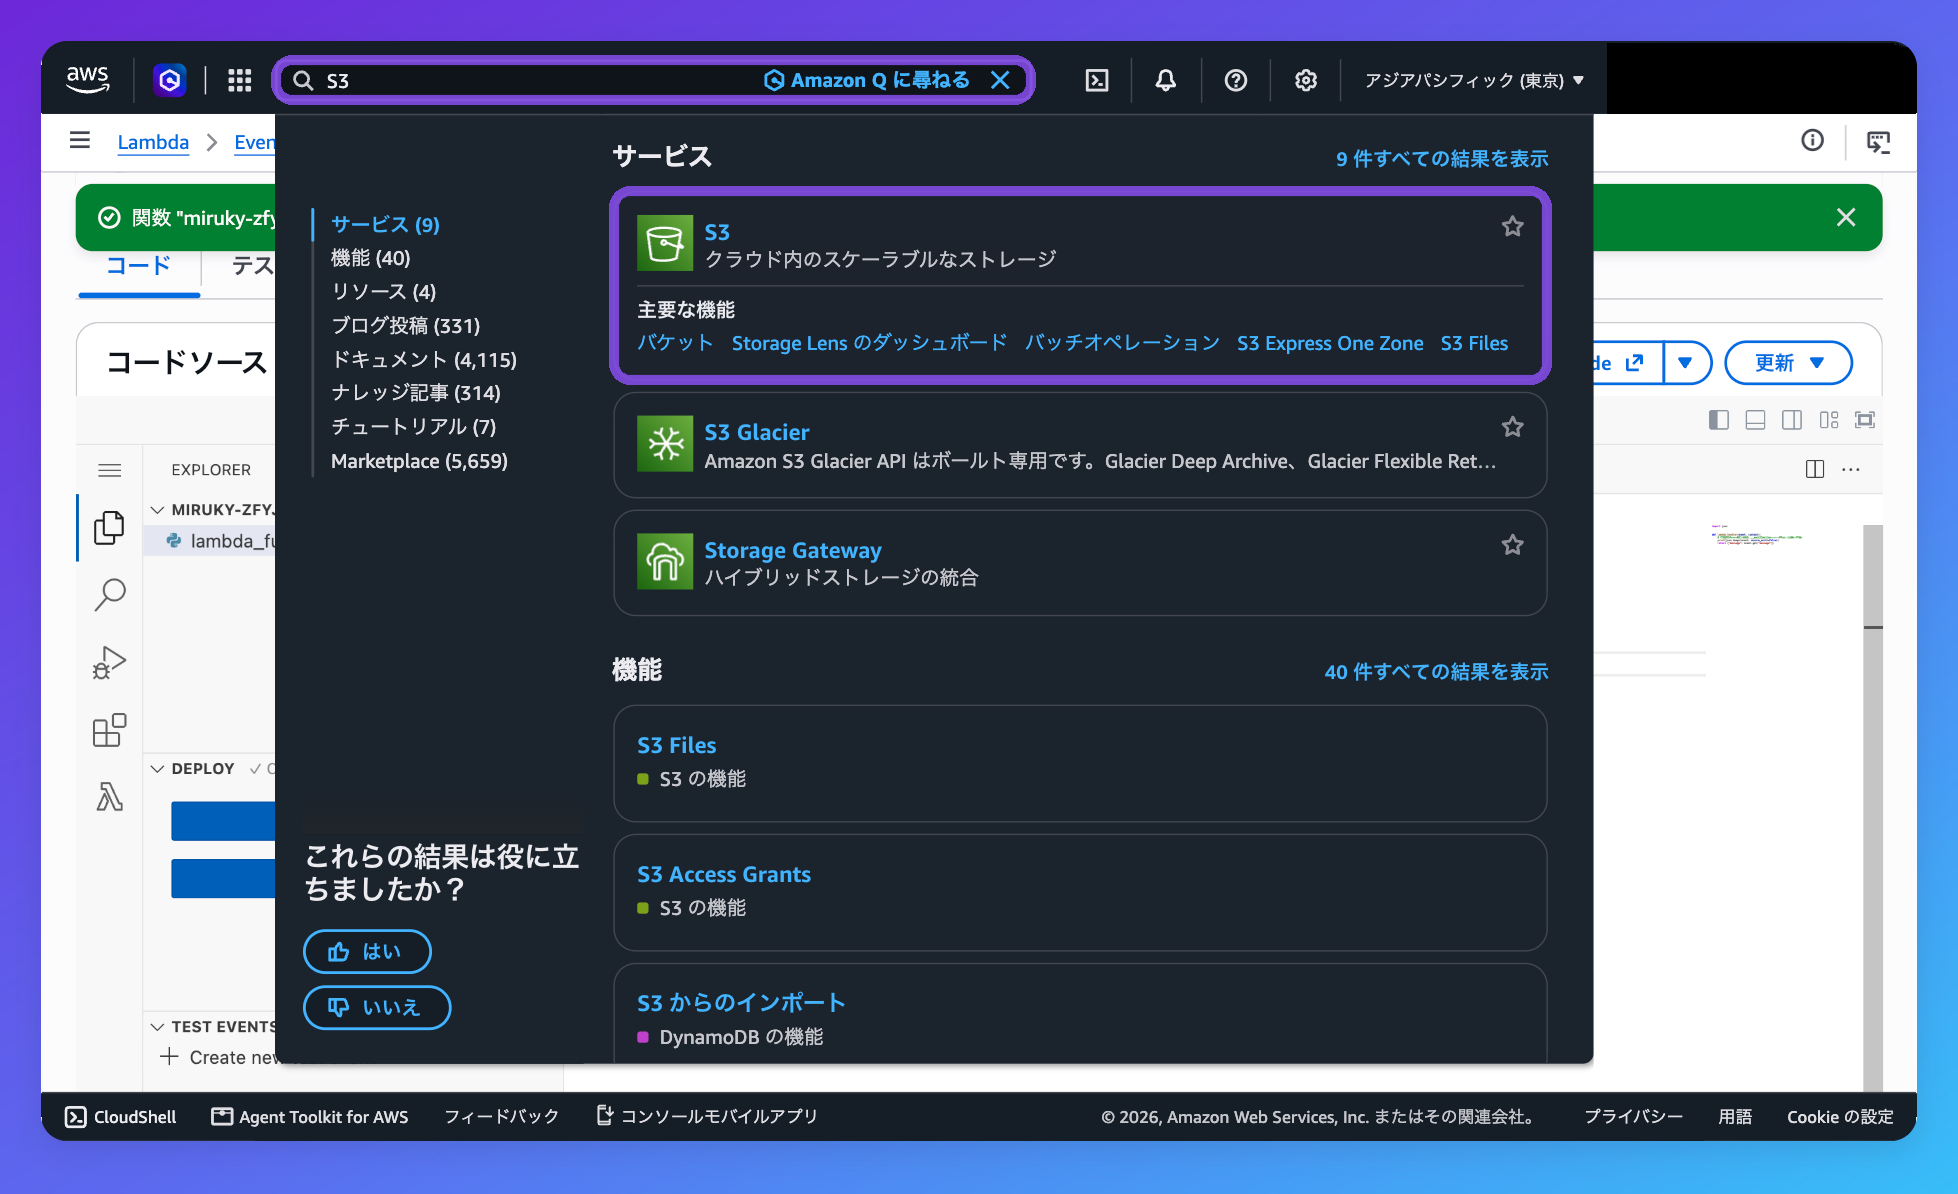 aws
S3
Amazon Q に尋ねる
アジアパシフィック (東京)
Lambda
Even
サービス
9 件すべての結果を表示
関数 "miruky-zfy
コード
テス
コードソース
de
更新
サービス (9)
機能 (40)
リソース (4)
ブログ投稿 (331)
ドキュメント (4,115)
ナレッジ記事 (314)
チュートリアル (7)
Marketplace (5,659)
S3
クラウド内のスケーラブルなストレージ
主要な機能
バケット Storage Lens のダッシュボード バッチオペレーション S3 Express One Zone S3 Files
S3 Glacier
Amazon S3 Glacier API はボールト専用です。Glacier Deep Archive、Glacier Flexible Ret...
Storage Gateway
ハイブリッドストレージの統合
機能
40 件すべての結果を表示
S3 Files
S3 の機能
S3 Access Grants
S3 の機能
S3 からのインポート
DynamoDB の機能
EXPLORER
MIRUKY-ZFYJ
lambda_fu
DEPLOY
TEST EVENTS
Create new
これらの結果は役に立
ちましたか？
はい
いいえ
CloudShell
Agent Toolkit for AWS
フィードバック
コンソールモバイルアプリ
© 2026, Amazon Web Services, Inc. またはその関連会社。
プライバシー
用語
Cookie の設定